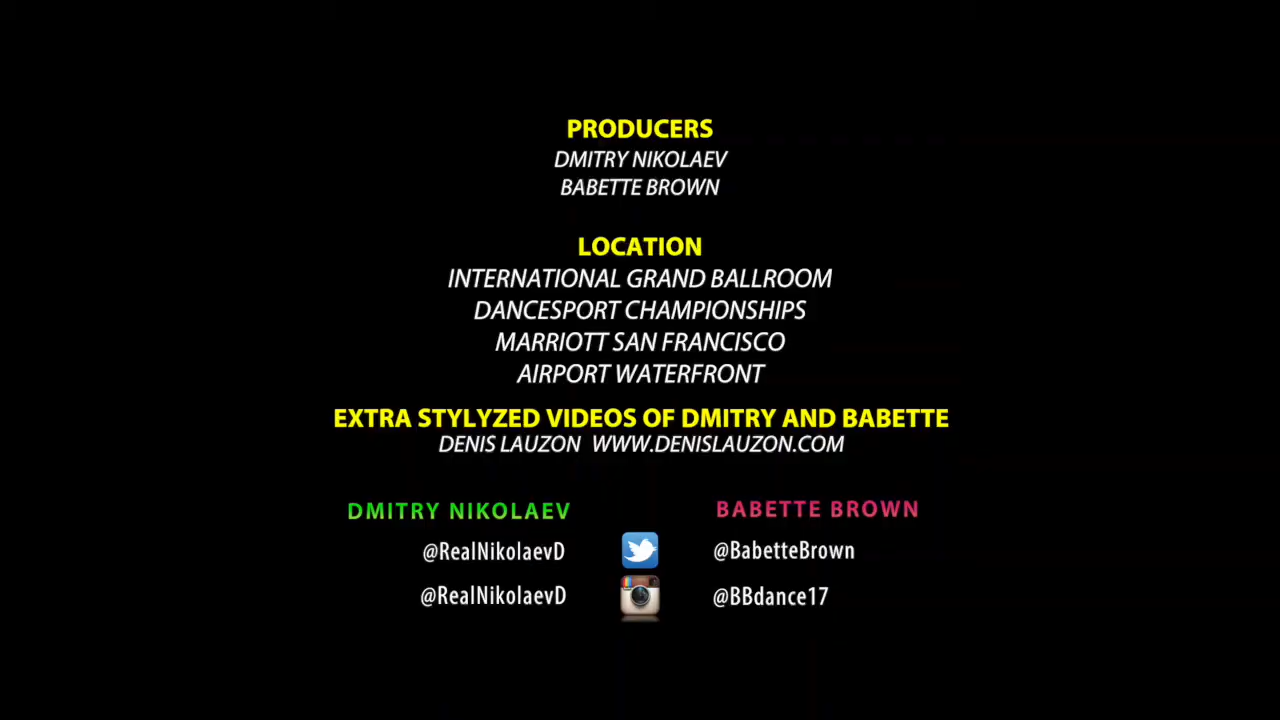 PRODUCERS
DMITRY NIKOLAEV
BABETTE BROWN
LOCATION
INTERNATIONAL GRAND BALLROOM
DANCESPORT CHAMPIONSHIPS
MARRIOTT SAN FRANCISCO
AIRPORT WATERFRONT
EXTRA STYLYZED VIDEOS OF DMITRY AND BABETTE
DENIS LAUZON WWW.DENISLAUZON.COM
DMITRY NIKOLAEV BABETTE BROWN
@RealNikolaevD @BabetteBrown
@RealNikolaevD @BBdance17